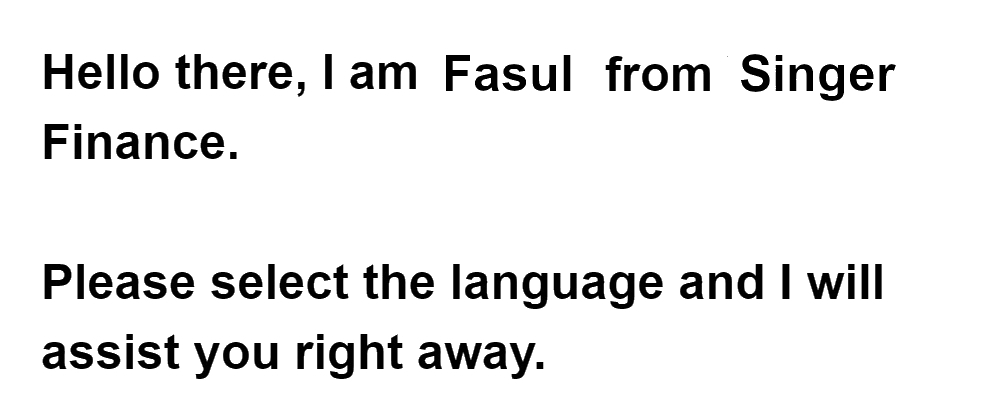 Hello there, I am Fasul from Singer
Finance.
Please select the language and I will
assist you right away.